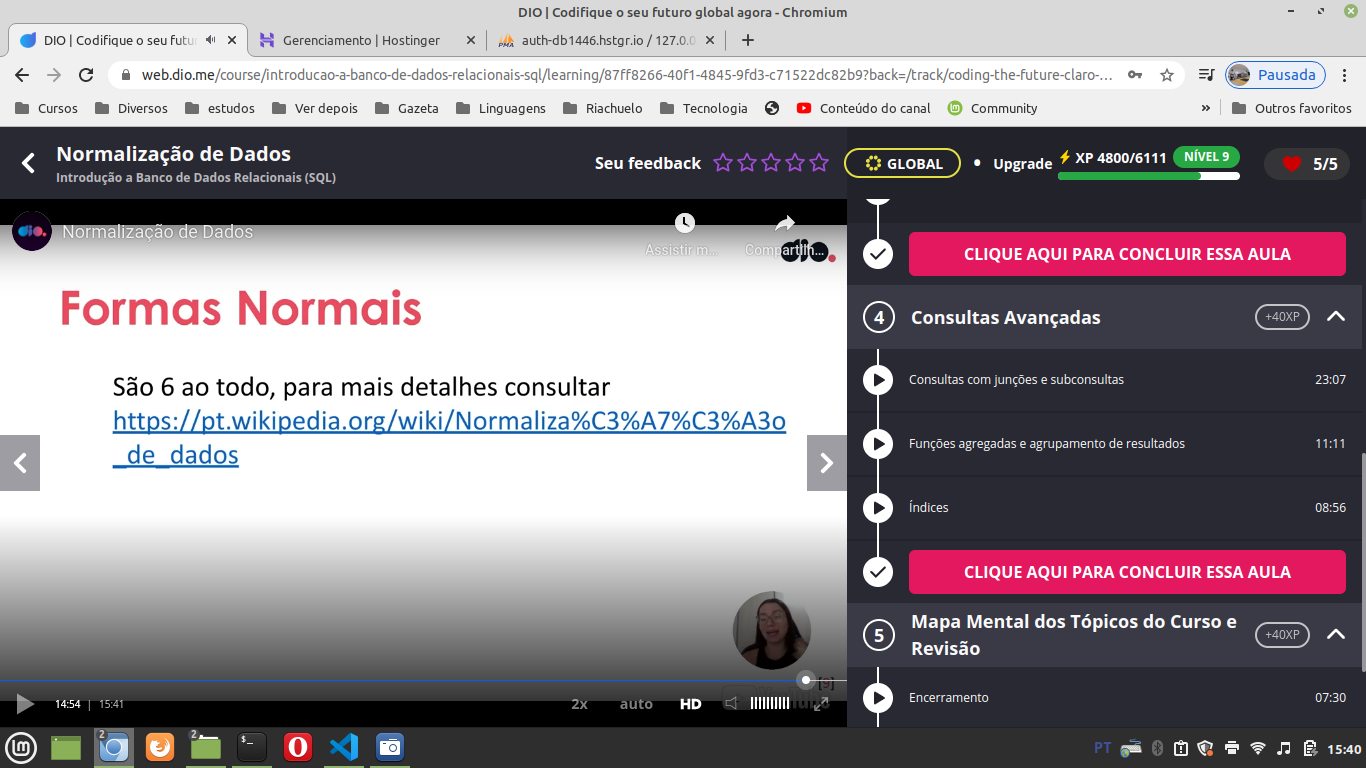 DIO | Codifique o seu futuro global agora - Chromium
DIO | Codifique o seu futu
Gerenciamento | Hostinger
auth-db1446.hstgr.io / 127.0.0
web.dio.me/course/introducao-a-banco-de-dados-relacionais-sql/learning/87ff8266-40f1-4845-9fd3-c71522dc82b9?back=/track/coding-the-future-claro-...
Pausada
Cursos
Diversos
estudos
Ver depois
Gazeta
Linguagens
Riachuelo
Tecnologia
Conteúdo do canal
Community
»
Outros favoritos
Normalização de Dados
Introdução a Banco de Dados Relacionais (SQL)
Seu feedback
GLOBAL
• Upgrade
XP 4800/6111
NÍVEL 9
5/5
dio.
Normalização de Dados
Assistir m...
Compartilh...
dio.
Formas Normais
São 6 ao todo, para mais detalhes consultar
https://pt.wikipedia.org/wiki/Normaliza%C3%A7%C3%A3o
_de_dados
[9]
14:54 | 15:41
2x
auto
HD
CLIQUE AQUI PARA CONCLUIR ESSA AULA
4
Consultas Avançadas
+40XP
Consultas com junções e subconsultas
23:07
Funções agregadas e agrupamento de resultados
11:11
Índices
08:56
CLIQUE AQUI PARA CONCLUIR ESSA AULA
5
Mapa Mental dos Tópicos do Curso e
Revisão
+40XP
Encerramento
07:30
2
2
PT
15:40